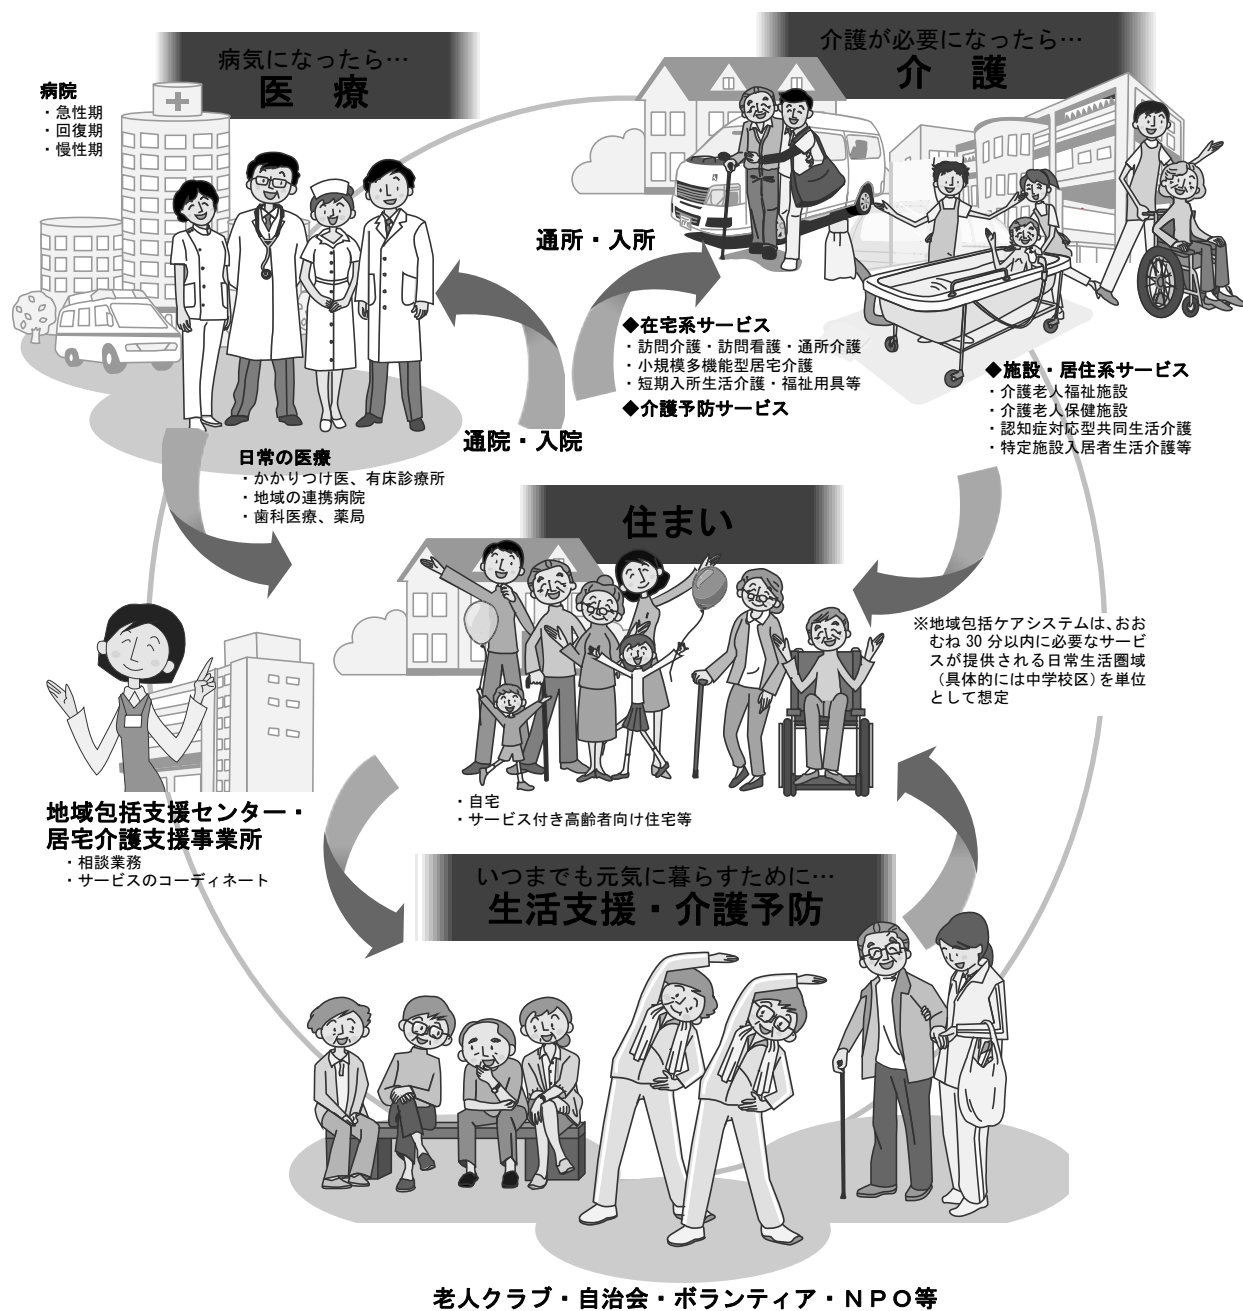 病気になったら…
医 療
病院
・急性期
・回復期
・慢性期
介護が必要になったら…
介 護
通所・入所
◆在宅系サービス
・訪問介護・訪問看護・通所介護
・小規模多機能型居宅介護
・短期入所生活介護・福祉用具等
◆介護予防サービス
◆施設・居住系サービス
・介護老人福祉施設
・介護老人保健施設
・認知症対応型共同生活介護
・特定施設入居者生活介護等
通院・入院
日常の医療
・かかりつけ医、有床診療所
・地域の連携病院
・歯科医療、薬局
住まい
※地域包括ケアシステムは、おお
むね 30 分以内に必要なサービ
スが提供される日常生活圏域
（具体的には中学校区）を単位
として想定
・自宅
・サービス付き高齢者向け住宅等
地域包括支援センター・
居宅介護支援事業所
・相談業務
・サービスのコーディネート
いつまでも元気に暮らすために…
生活支援・介護予防
老人クラブ・自治会・ボランティア・ＮＰＯ等